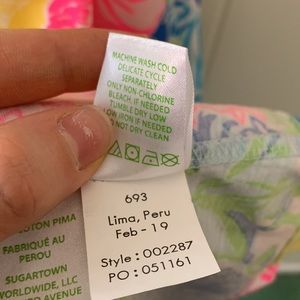 MACHINE WASH COLD
DELICATE CYCLE
SEPARATELY
ONLY NON-CHLORINE
BLEACH, IF NEEDED
TUMBLE DRY LOW
LOW IRON IF NEEDED
DO NOT DRY CLEAN
693
Lima, Peru
Feb - 19
Style : 002287
PO : 051161
PIMA
FABRIQUÉ AU
PEROU
SUGARTOWN
WORLDWIDE, LLC
AVENUE